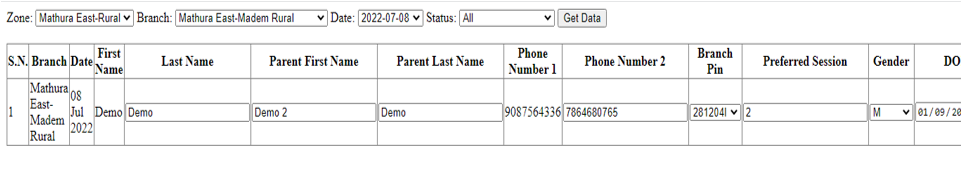 Zone: Mathura East-Rural Branch: Mathura East-Madem Rural Date: 2022-07-08 Status: All Get Data
S.N. Branch Date First Name Last Name Parent First Name Parent Last Name Phone Number 1 Phone Number 2 Branch Pin Preferred Session Gender DO
1 Mathura East-Madem Rural 08 Jul 2022 Demo Demo Demo 2 Demo 9087564336 7864680765 281204 2 M 01/09/20